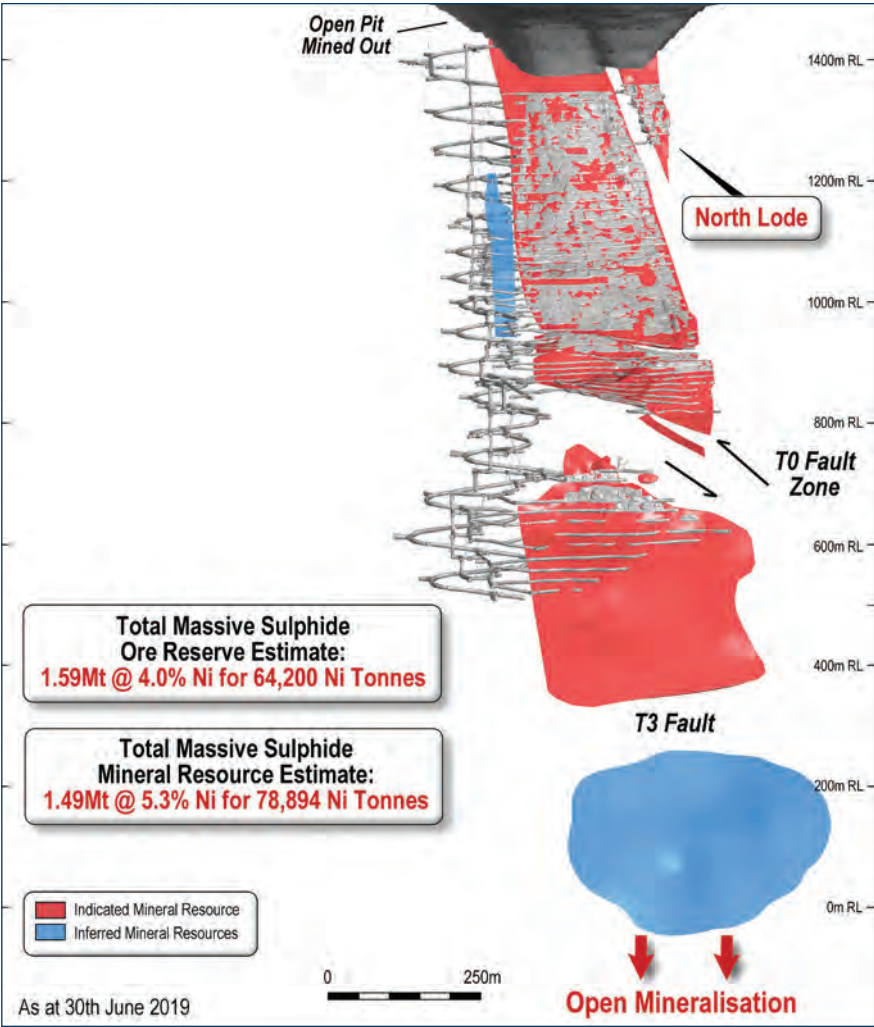 Open Pit
Mined Out
1400m RL
1200m RL
North Lode
1000m RL
800m RL
T0 Fault
Zone
600m RL
Total Massive Sulphide
Ore Reserve Estimate:
1.59Mt @ 4.0% Ni for 64,200 Ni Tonnes
400m RL
T3 Fault
Total Massive Sulphide
Mineral Resource Estimate:
1.49Mt @ 5.3% Ni for 78,894 Ni Tonnes
200m RL
Indicated Mineral Resource
Inferred Mineral Resources
0m RL
0 250m
As at 30th June 2019
Open Mineralisation